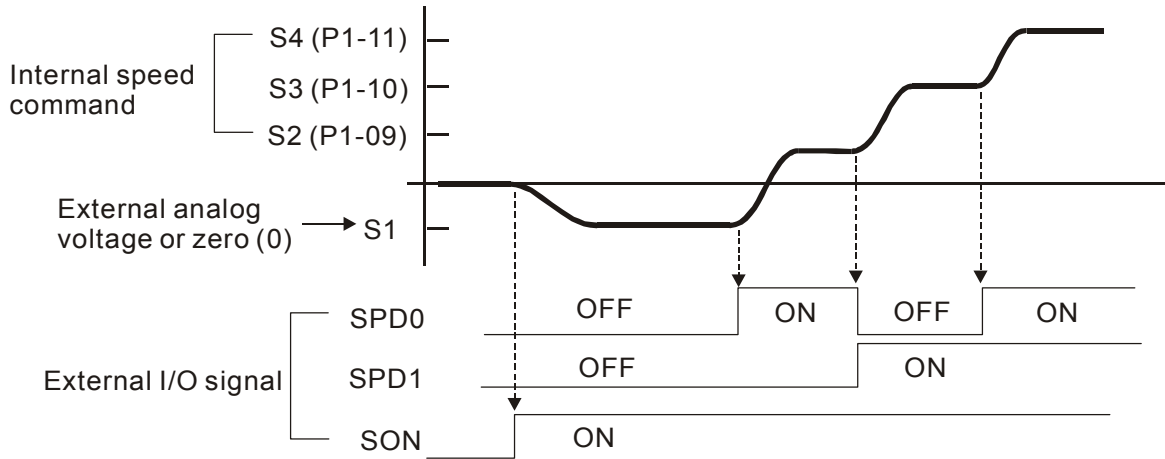 S4 (P1-11)
Internal speed
command
S3 (P1-10)
S2 (P1-09)
External analog
voltage or zero (0)
S1
SPD0
OFF
ON
OFF
ON
External I/O signal
SPD1
OFF
ON
SON
ON